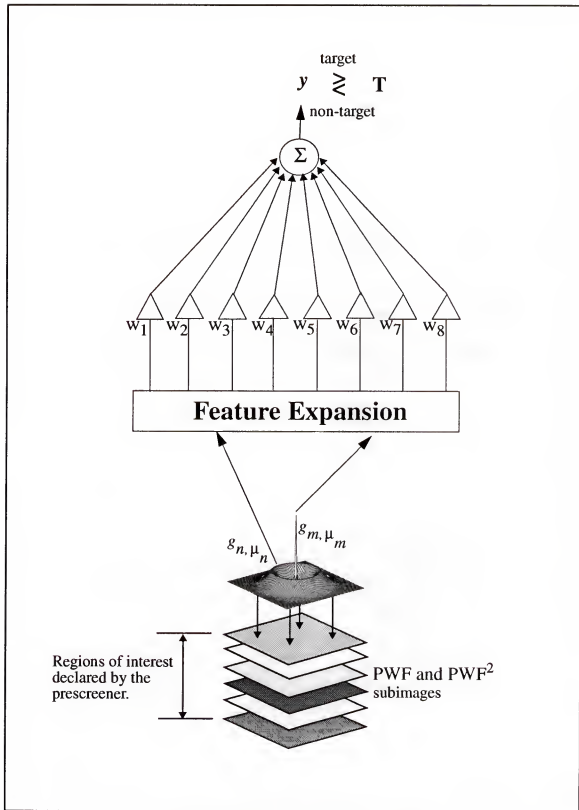 target
y ≷ T
non-target
Σ
w1 w2 w3 w4 w5 w6 w7 w8
Feature Expansion
gn, μn
gm, μm
Regions of interest
declared by the
prescreener.
PWF and PWF²
subimages